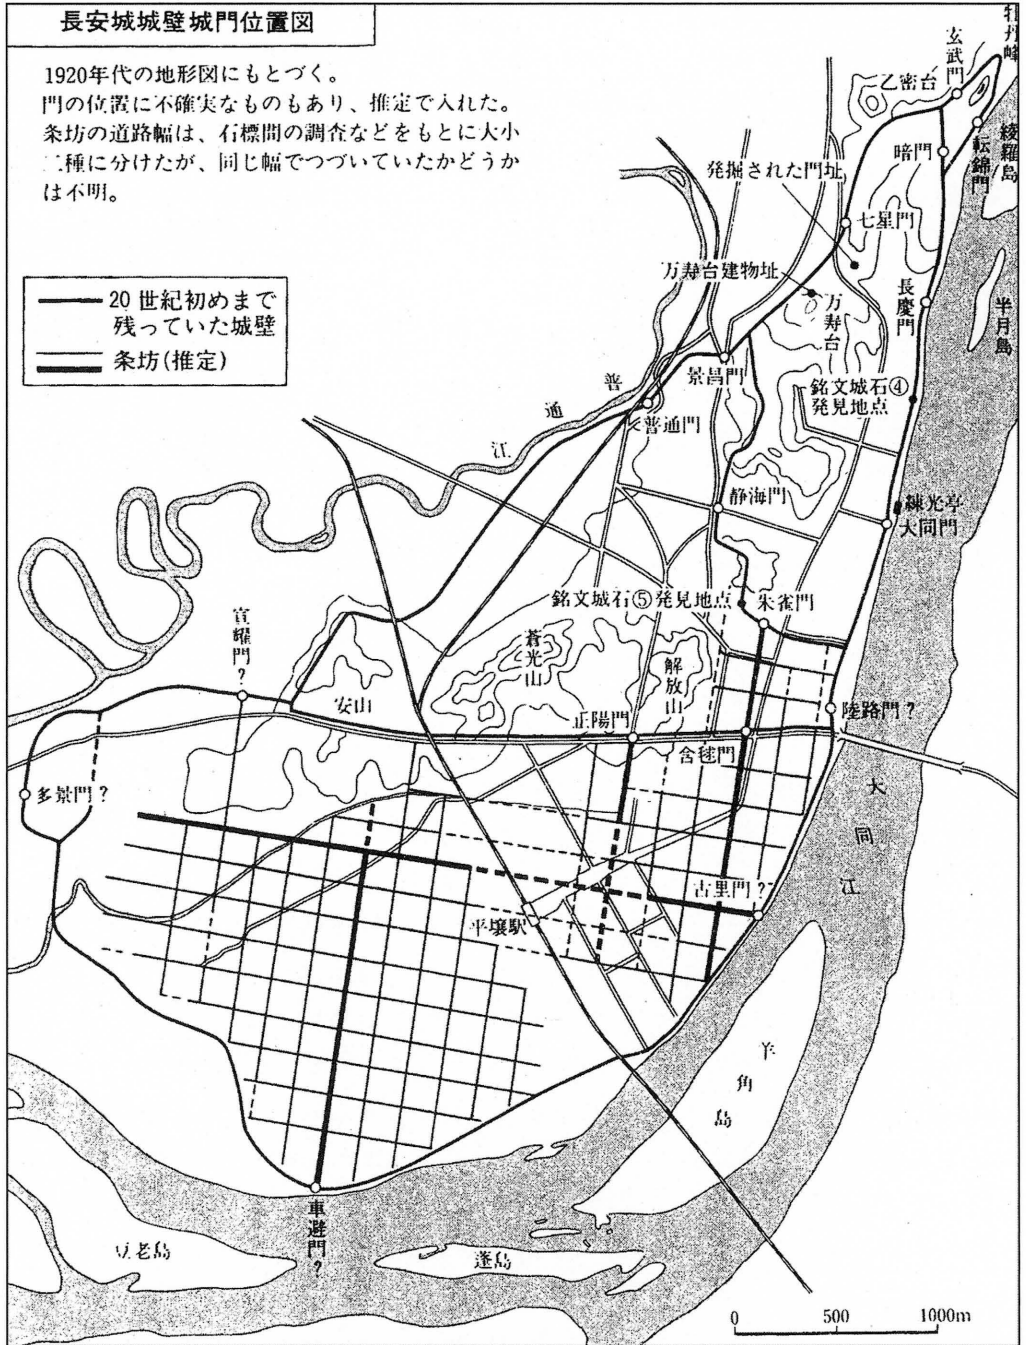 長安城城壁城門位置図
1920年代の地形図にもとづく。
門の位置に不確実なものもあり、推定で入れた。
条坊の道路幅は、石標間の調査などをもとに大小
二種に分けたが、同じ幅でつづいていたかどうか
は不明。
20世紀初めまで
残っていた城壁
条坊(推定)
牡丹峰
玄武門
乙密台
綾羅島
転錦門
暗門
発掘された門址
七星門
万寿台建物址
万寿台
長慶門
半月島
景昌門
銘文城石④
発見地点
普通江
普通門
静海門
練光亭
大同門
銘文城石⑤発見地点
朱雀門
蒼光山
解放山
安山
正陽門
含毬門
陸路門?
多景門?
大同江
古里門?
平壌駅
羊角島
車避門?
豆老島
蓬島
0
500
1000m